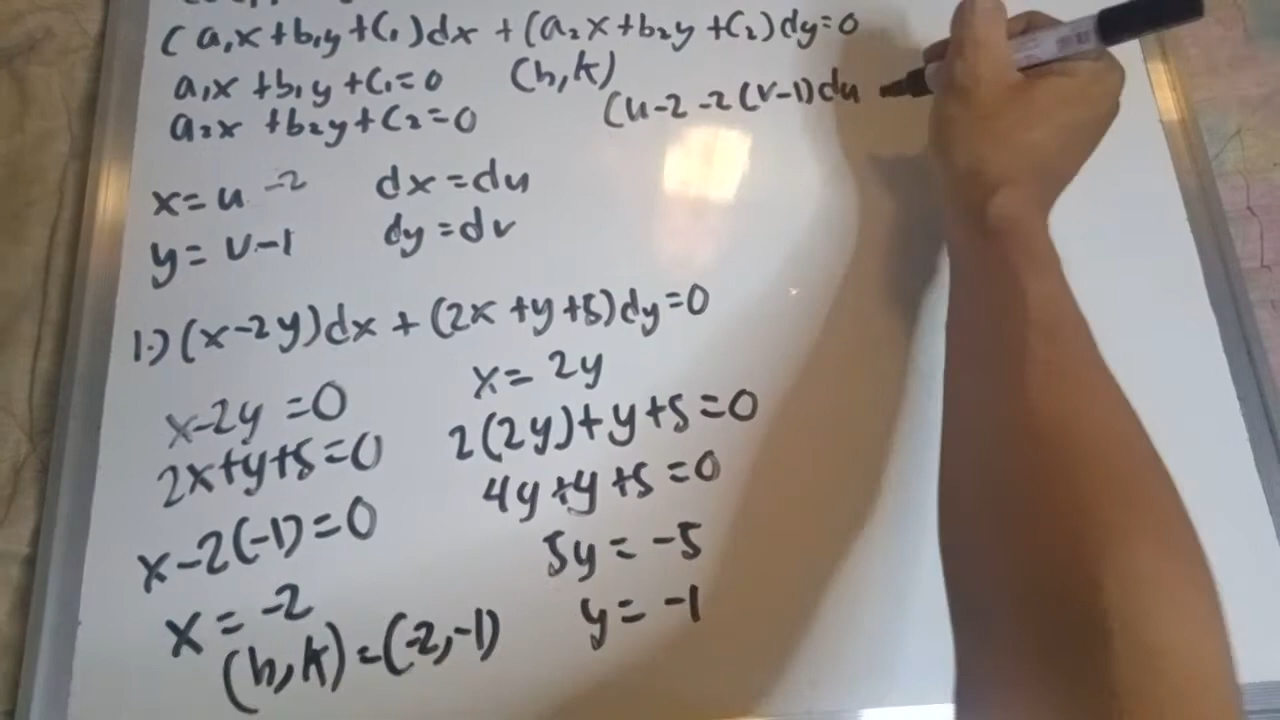 (a₁x+b₁y+C₁)dx + (a₂x+b₂y+C₂)dy=0
a₁x+b₁y+C₁=0 (h,k)
a₂x+b₂y+C₂=0 (u-2-2(v-1)du
x=u-2 dx=du
y=v-1 dy=dv
1.) (x-2y)dx + (2x+y+5)dy=0
x-2y=0 x=2y
2x+y+5=0 2(2y)+y+5=0
4y+y+5=0
x-2(-1)=0 5y=-5
x=-2 y=-1
(h,k)=(-2,-1)